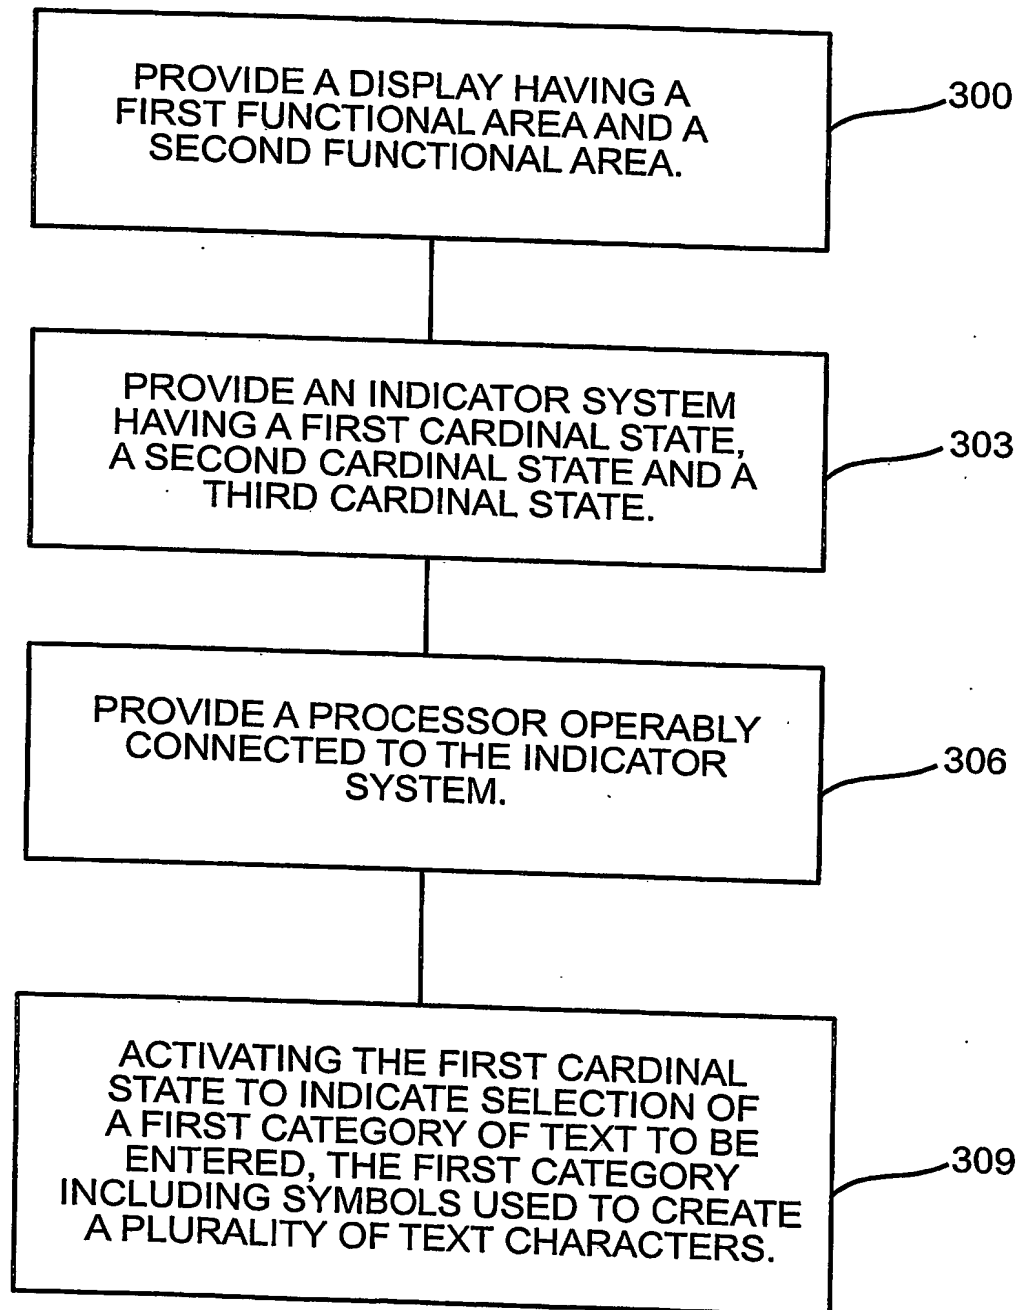 PROVIDE A DISPLAY HAVING A
FIRST FUNCTIONAL AREA AND A
SECOND FUNCTIONAL AREA.
300
PROVIDE AN INDICATOR SYSTEM
HAVING A FIRST CARDINAL STATE,
A SECOND CARDINAL STATE AND A
THIRD CARDINAL STATE.
303
PROVIDE A PROCESSOR OPERABLY
CONNECTED TO THE INDICATOR
SYSTEM.
306
ACTIVATING THE FIRST CARDINAL
STATE TO INDICATE SELECTION OF
A FIRST CATEGORY OF TEXT TO BE
ENTERED, THE FIRST CATEGORY
INCLUDING SYMBOLS USED TO CREATE
A PLURALITY OF TEXT CHARACTERS.
309